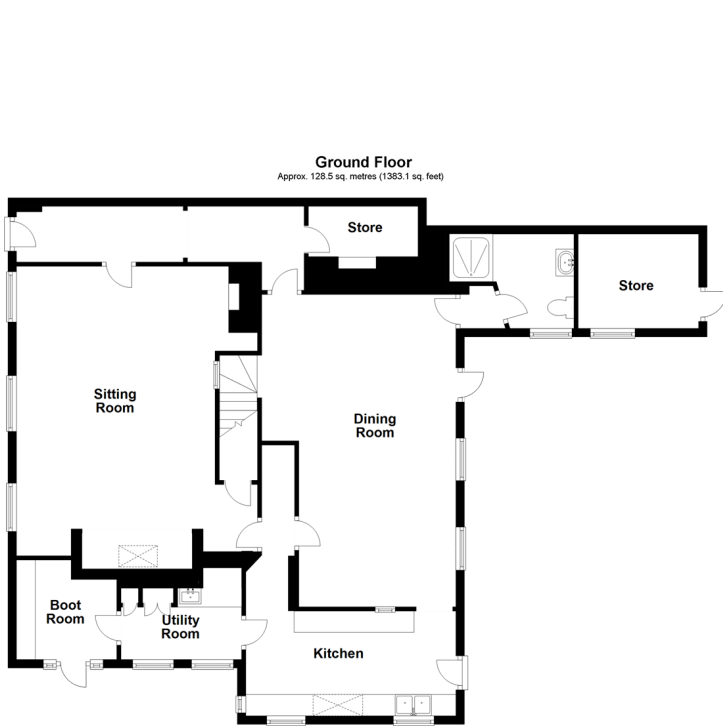 Ground Floor
Approx. 128.5 sq. metres (1383.1 sq. feet)
Store
Store
Sitting
Room
Dining
Room
Boot
Room
Utility
Room
Kitchen